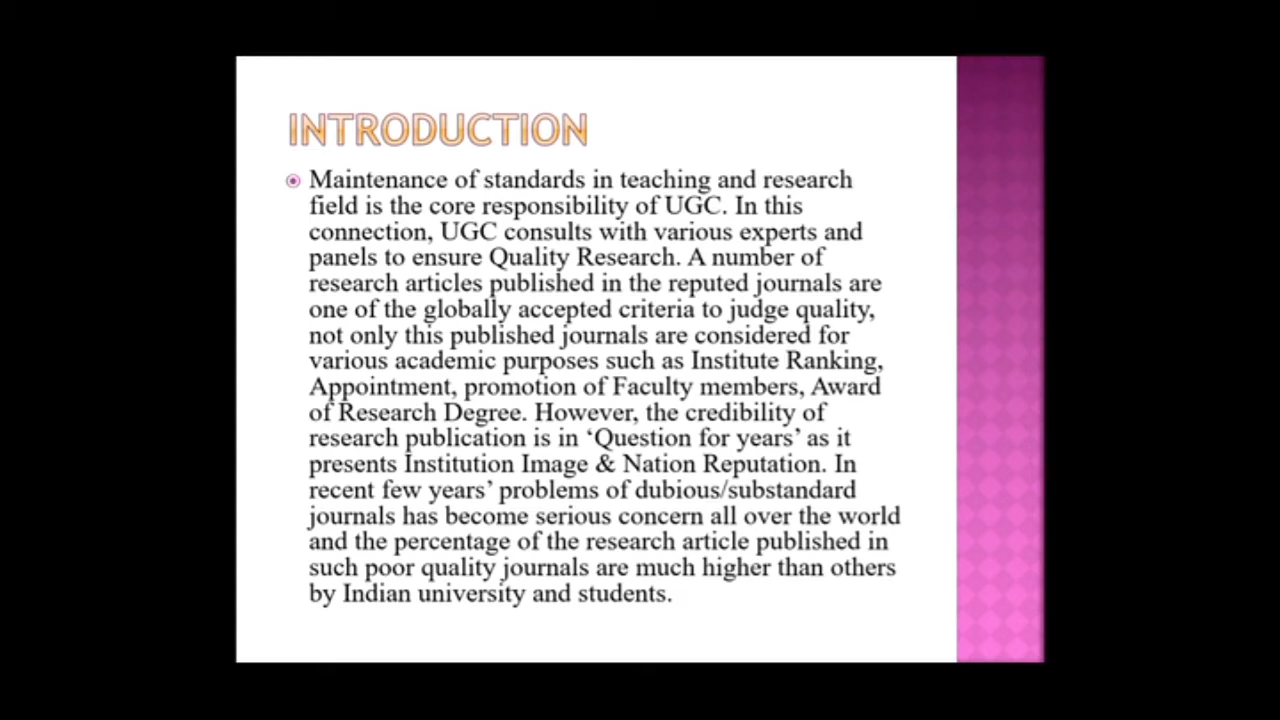 INTRODUCTION
Maintenance of standards in teaching and research
field is the core responsibility of UGC. In this
connection, UGC consults with various experts and
panels to ensure Quality Research. A number of
research articles published in the reputed journals are
one of the globally accepted criteria to judge quality,
not only this published journals are considered for
various academic purposes such as Institute Ranking,
Appointment, promotion of Faculty members, Award
of Research Degree. However, the credibility of
research publication is in ‘Question for years’ as it
presents Institution Image & Nation Reputation. In
recent few years’ problems of dubious/substandard
journals has become serious concern all over the world
and the percentage of the research article published in
such poor quality journals are much higher than others
by Indian university and students.